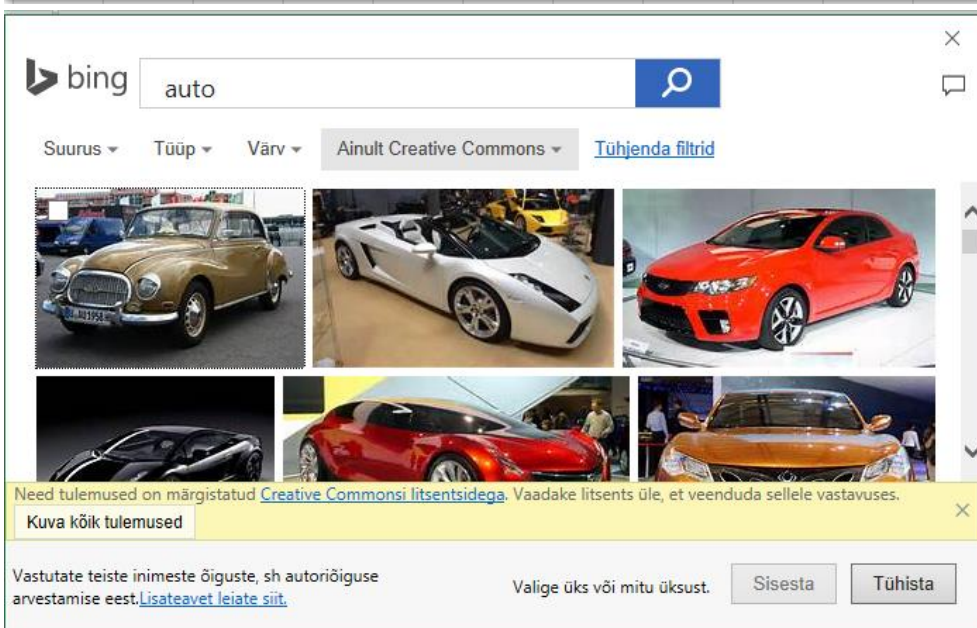 bing
auto
Suurus Tüüp Värv Ainult Creative Commons Tühjenda filtrid
Need tulemused on märgistatud Creative Commonsi litsentsidega. Vaadake litsents üle, et veenduda sellele vastavuses.
Kuva kõik tulemused
Vastutate teiste inimeste õiguste, sh autoriõiguse
arvestamise eest.Lisateavet leiate siit.
Valige üks või mitu üksust. Sisesta Tühista